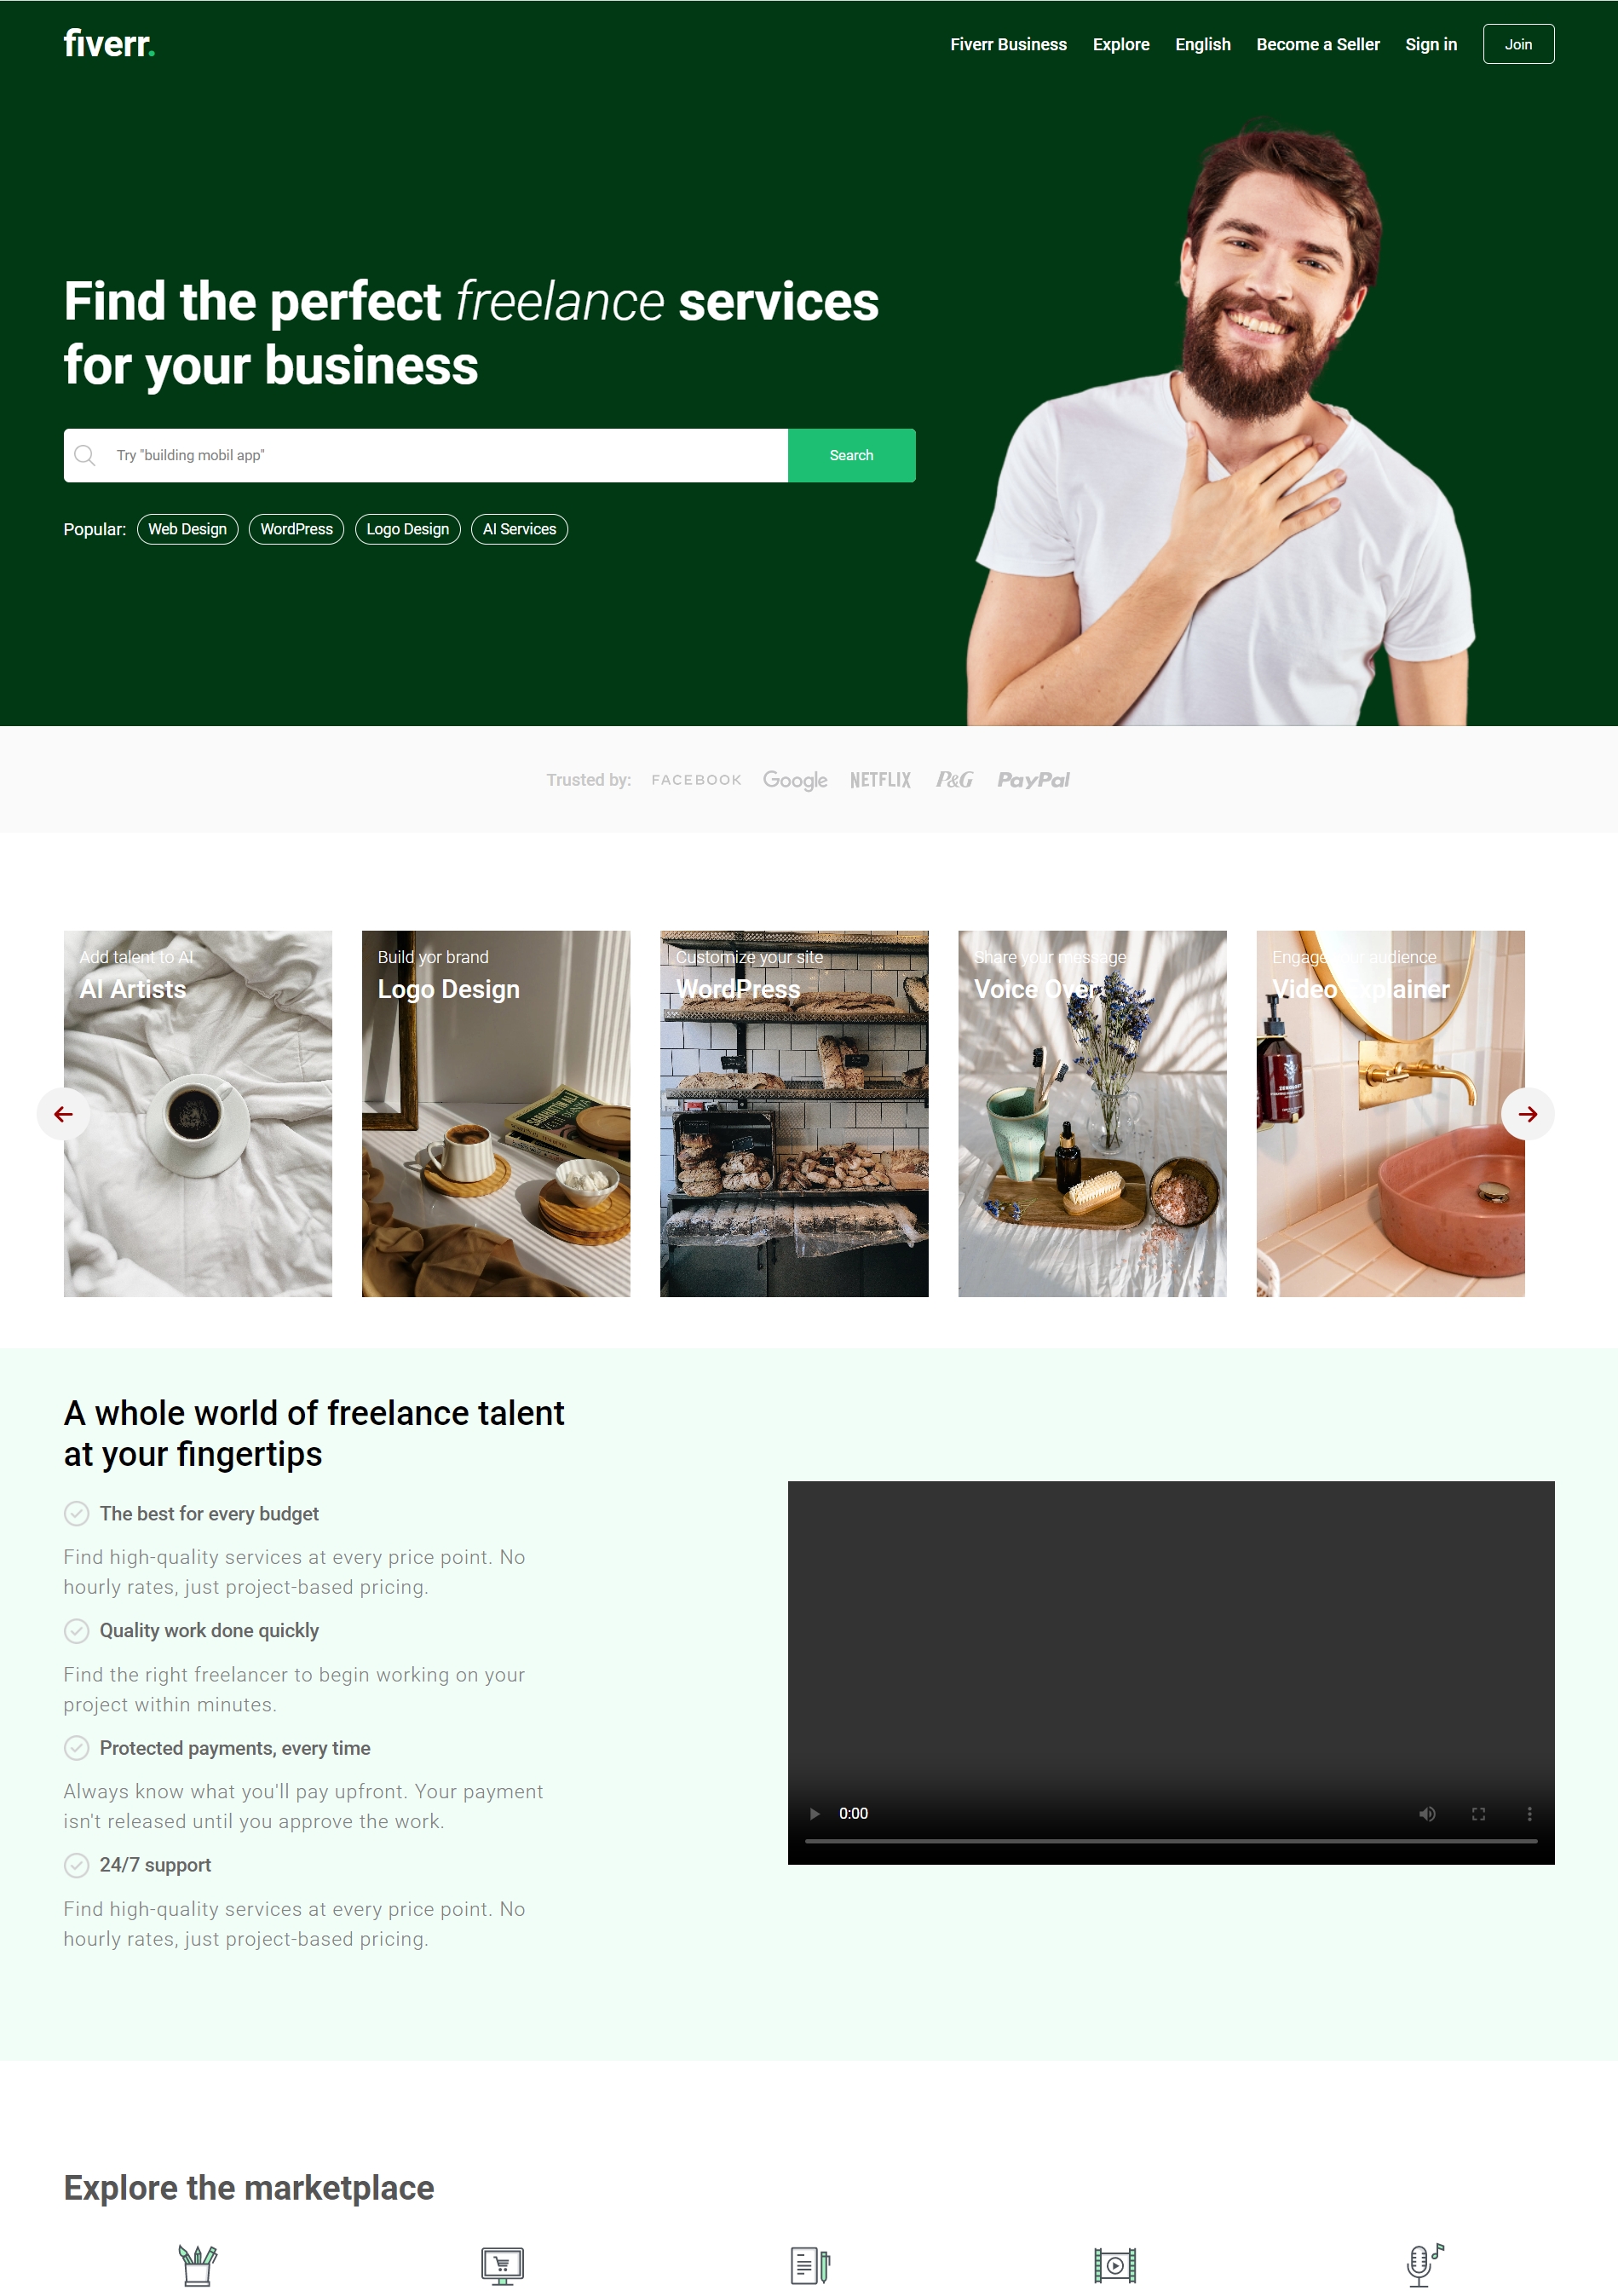 fiverr.
Fiverr Business
Explore
English
Become a Seller
Sign in
Join
Find the perfect freelance services
for your business
Try "building mobil app"
Search
Popular:
Web Design
WordPress
Logo Design
AI Services
Trusted by:
FACEBOOK
Google
NETFLIX
P&G
PayPal
Add talent to AI
AI Artists
Build yor brand
Logo Design
Customize your site
WordPress
Share your message
Voice Over
Engage your audience
Video Explainer
A whole world of freelance talent
at your fingertips
The best for every budget
Find high-quality services at every price point. No
hourly rates, just project-based pricing.
Quality work done quickly
Find the right freelancer to begin working on your
project within minutes.
Protected payments, every time
Always know what you'll pay upfront. Your payment
isn't released until you approve the work.
24/7 support
Find high-quality services at every price point. No
hourly rates, just project-based pricing.
0:00
Explore the marketplace